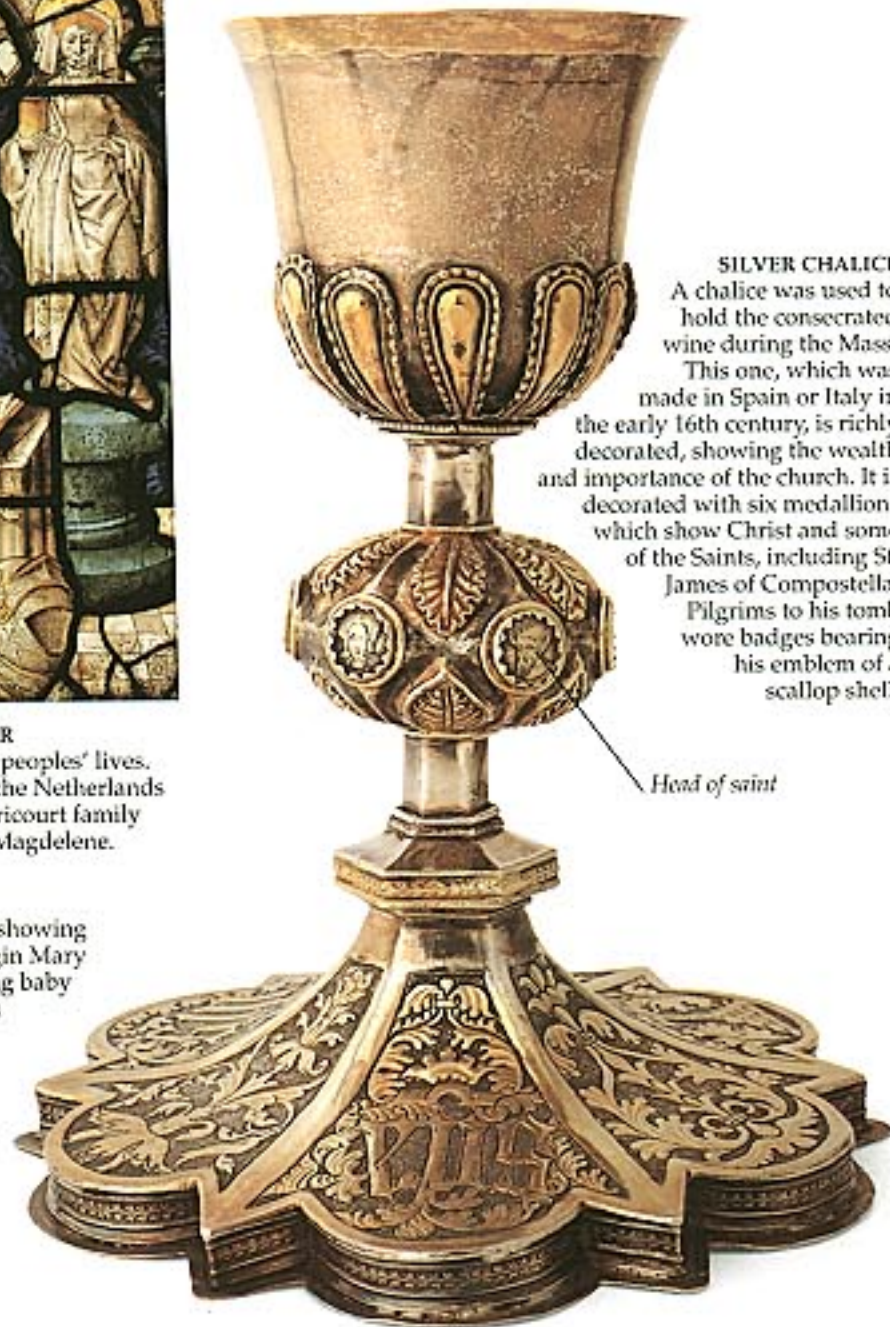 SILVER CHALICE
A chalice was used to
hold the consecrated
wine during the Mass
This one, which was
made in Spain or Italy in
the early 16th century, is richly
decorated, showing the wealth
and importance of the church. It is
decorated with six medallions
which show Christ and some
of the Saints, including St
James of Compostella
Pilgrims to his tomb
wore badges bearing
his emblem of a
scallop shell
Head of saint
R
peoples' lives.
the Netherlands
ricourt family
Magdelene.
showing
gin Mary
g baby